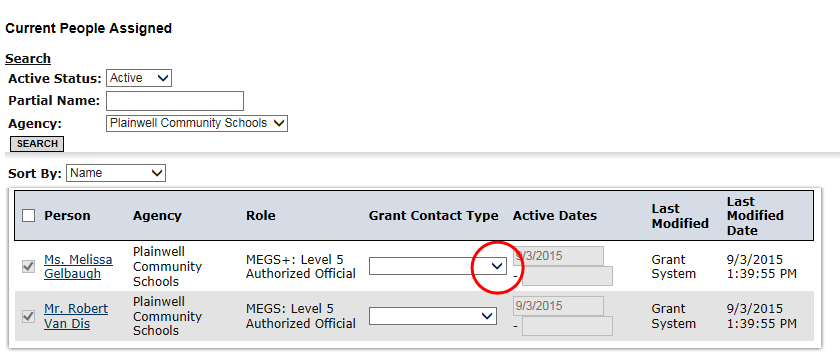 Current People Assigned
Search
Active Status: Active
Partial Name:
Agency: Plainwell Community Schools
SEARCH
Sort By: Name
Person Agency Role Grant Contact Type Active Dates Last Modified Last Modified Date
Ms. Melissa Gelbaugh Plainwell Community Schools MEGS+: Level 5 Authorized Official 9/3/2015 - Grant System 9/3/2015 1:39:55 PM
Mr. Robert Van Dis Plainwell Community Schools MEGS: Level 5 Authorized Official 9/3/2015 - Grant System 9/3/2015 1:39:55 PM